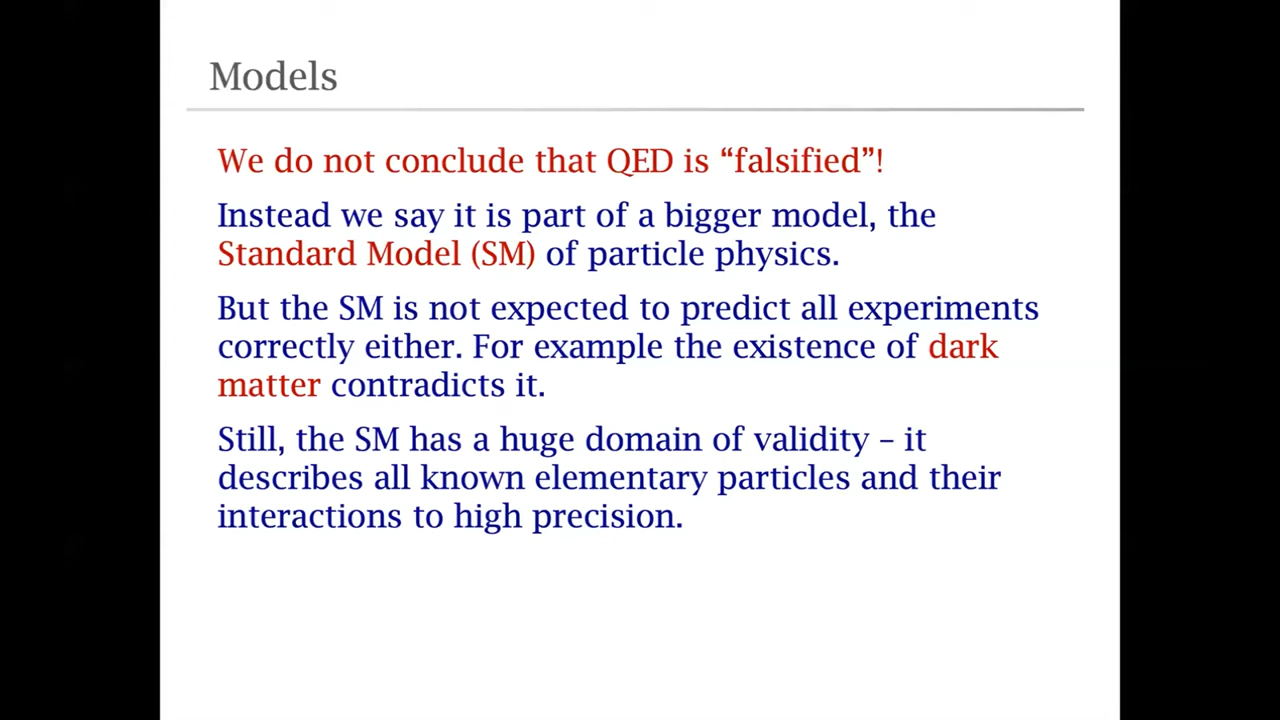 Models
We do not conclude that QED is “falsified”!
Instead we say it is part of a bigger model, the
Standard Model (SM) of particle physics.
But the SM is not expected to predict all experiments
correctly either. For example the existence of dark
matter contradicts it.
Still, the SM has a huge domain of validity – it
describes all known elementary particles and their
interactions to high precision.